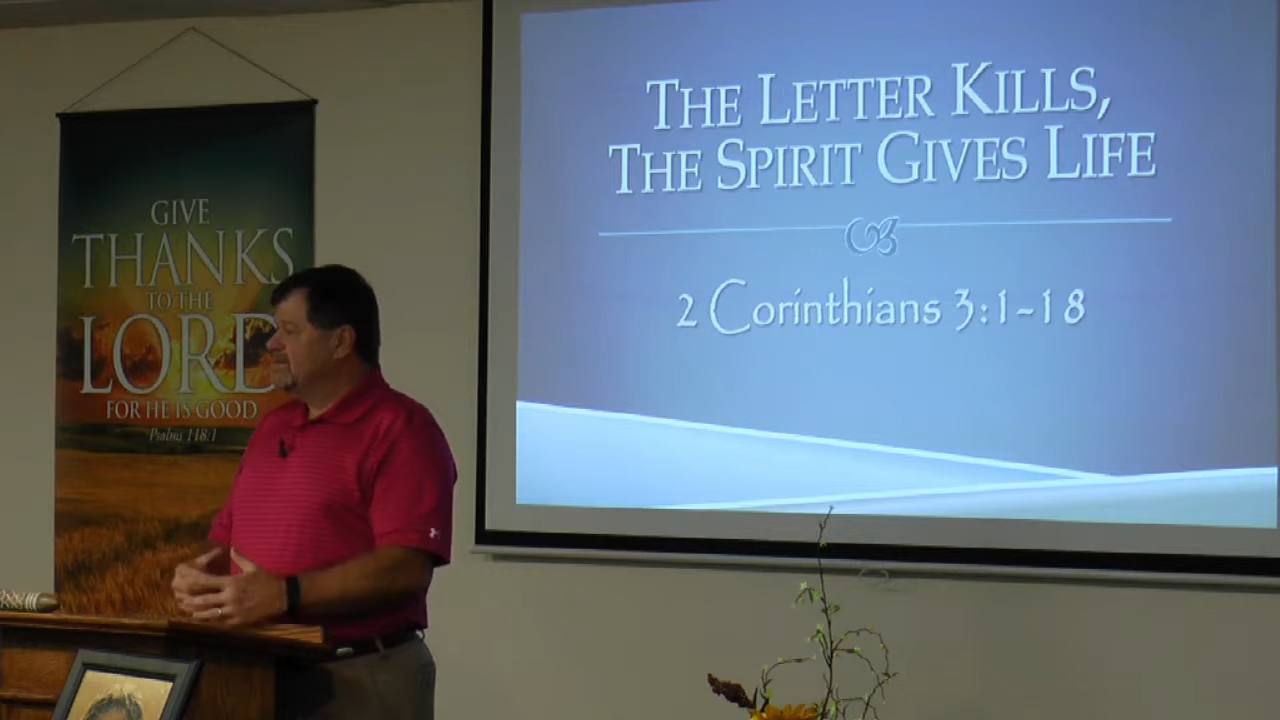 GIVE
THANKS
TO THE
LORD
FOR HE IS GOOD
Psalms 118:1
THE LETTER KILLS,
THE SPIRIT GIVES LIFE
2 Corinthians 3:1-18